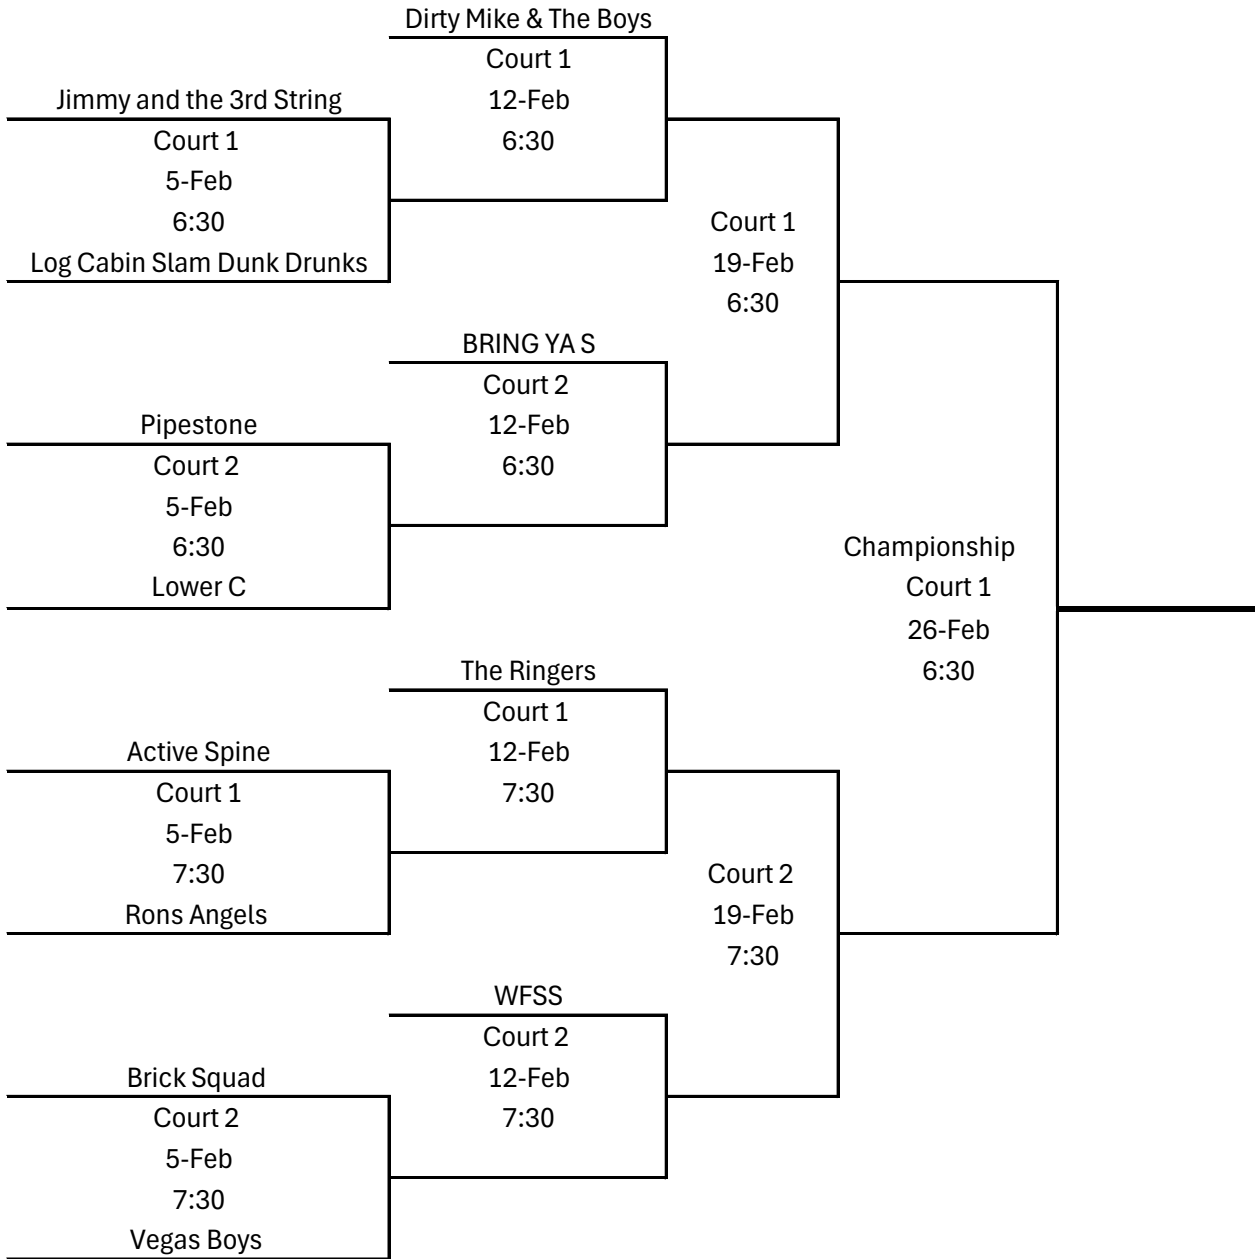 Dirty Mike & The Boys
Court 1
12-Feb
6:30
Jimmy and the 3rd String
Court 1
5-Feb
6:30
Log Cabin Slam Dunk Drunks
Court 1
19-Feb
6:30
BRING YA S
Court 2
12-Feb
6:30
Pipestone
Court 2
5-Feb
6:30
Lower C
Championship
Court 1
26-Feb
6:30
The Ringers
Court 1
12-Feb
7:30
Active Spine
Court 1
5-Feb
7:30
Rons Angels
Court 2
19-Feb
7:30
WFSS
Court 2
12-Feb
7:30
Brick Squad
Court 2
5-Feb
7:30
Vegas Boys